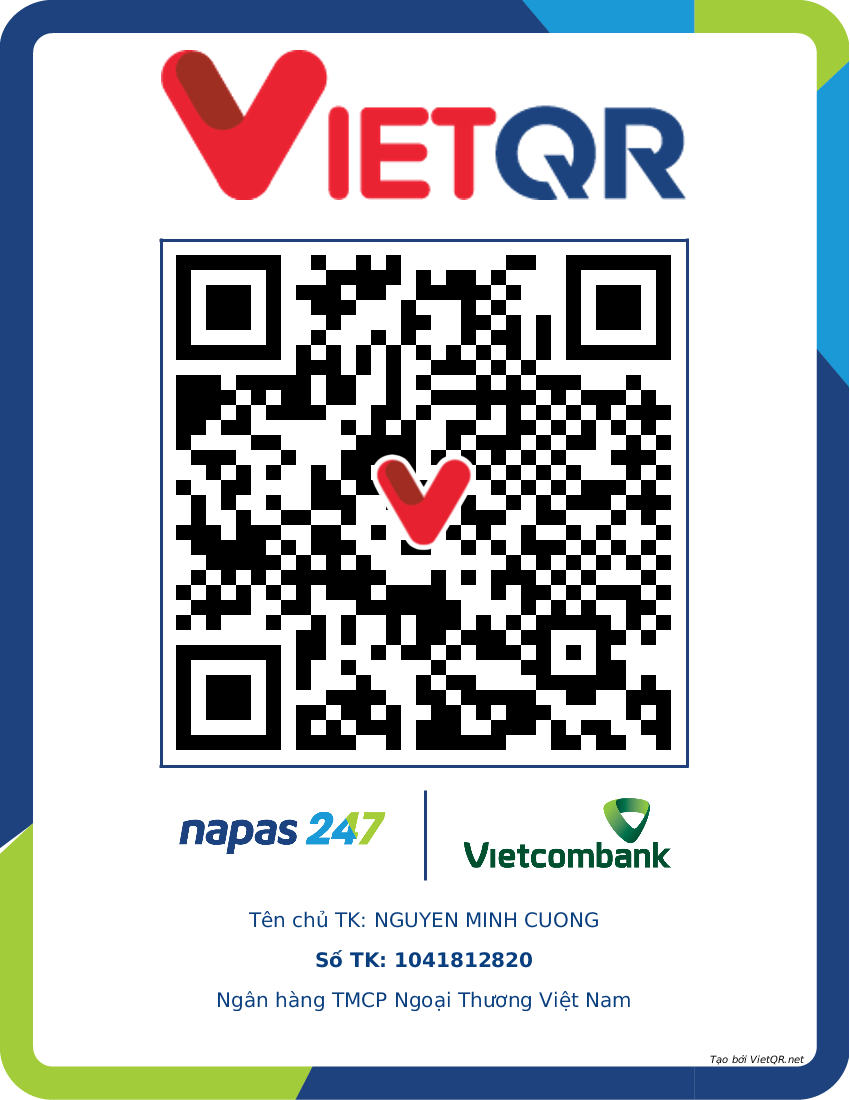 VIETQR
napas 247
Vietcombank
Tên chủ TK: NGUYEN MINH CUONG
Số TK: 1041812820
Ngân hàng TMCP Ngoại Thương Việt Nam
Tạo bởi VietQR.net